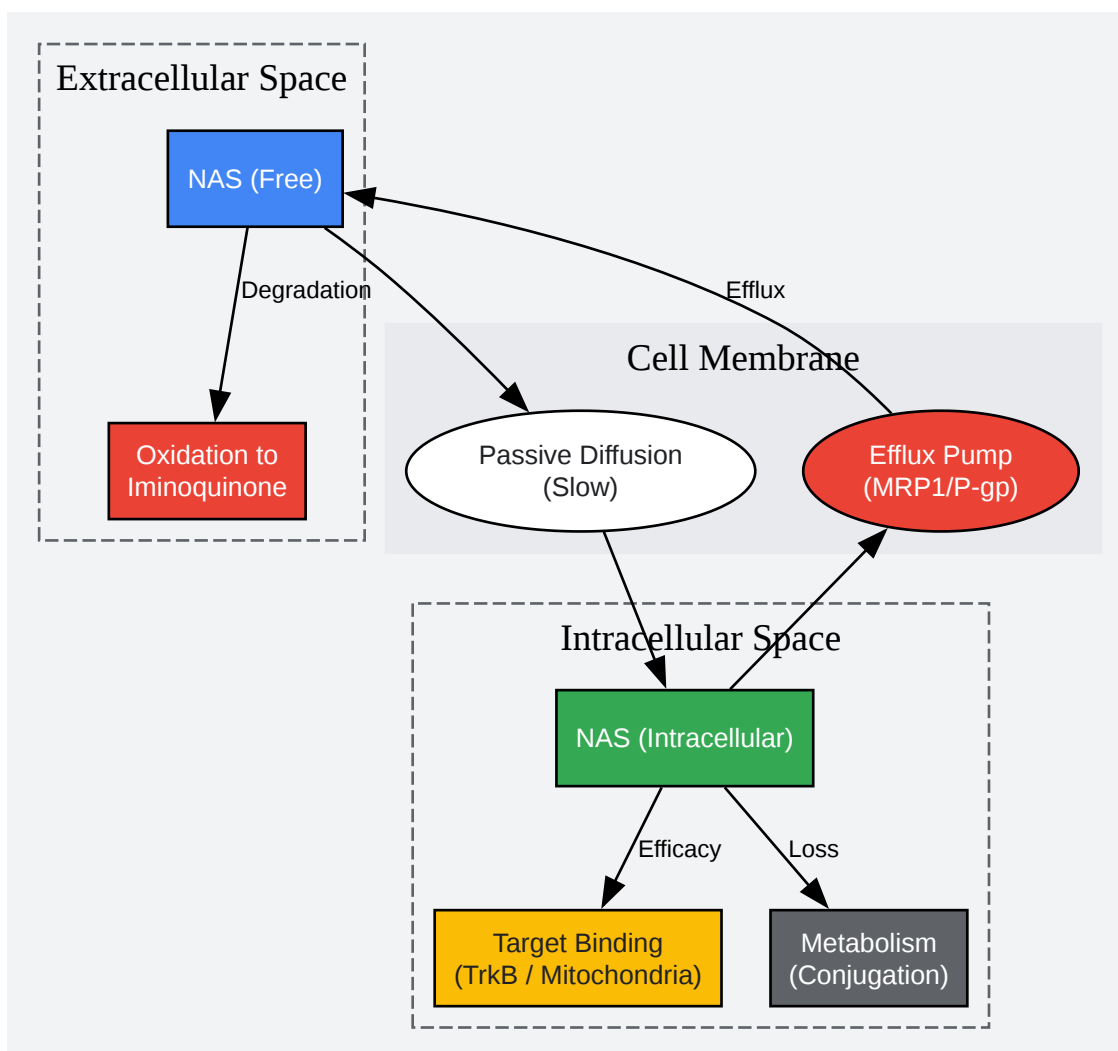 Extracellular Space
NAS (Free)
Degradation
Efflux
Cell Membrane
Oxidation to
Iminoquinone
Passive Diffusion
(Slow)
Efflux Pump
(MRP1/P-gp)
Intracellular Space
NAS (Intracellular)
Efficacy
Loss
Target Binding
(TrkB / Mitochondria)
Metabolism
(Conjugation)